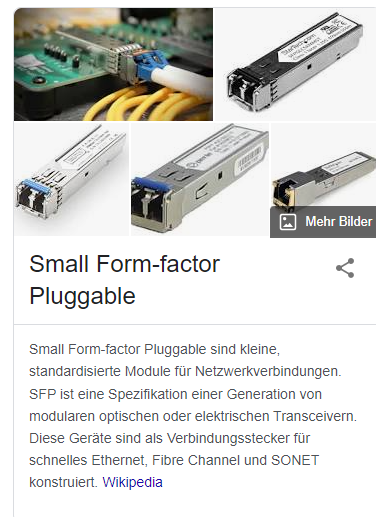 StarTech.com
Mehr Bilder
Small Form-factor
Pluggable
Small Form-factor Pluggable sind kleine,
standardisierte Module für Netzwerkverbindungen.
SFP ist eine Spezifikation einer Generation von
modularen optischen oder elektrischen Transceivern.
Diese Geräte sind als Verbindungsstecker für
schnelles Ethernet, Fibre Channel und SONET
konstruiert. Wikipedia